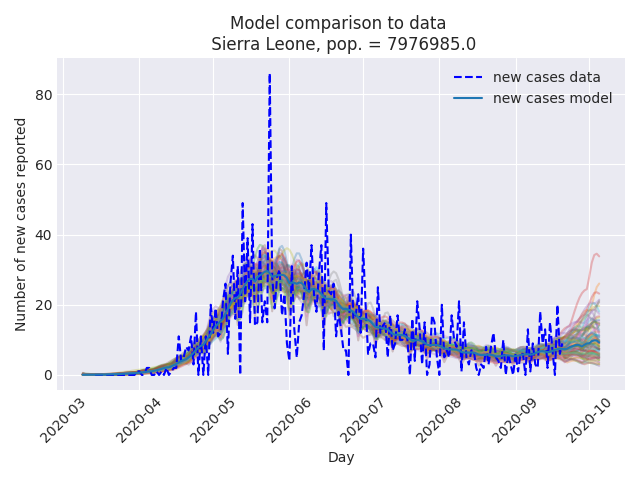 Model comparison to data
Sierra Leone, pop. = 7976985.0
new cases data
new cases model
Number of new cases reported
80
60
40
20
0
2020-03
2020-04
2020-05
2020-06
2020-07
2020-08
2020-09
2020-10
Day